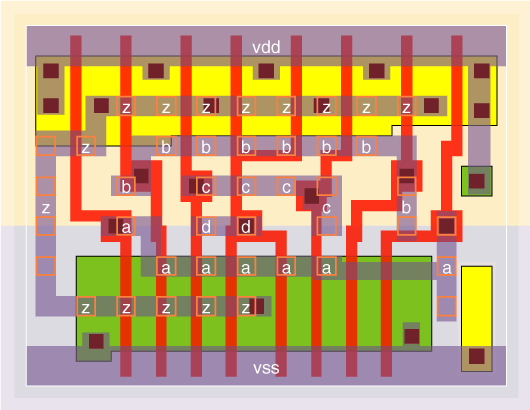 vdd
z z z z z z z z
z b b b b b b
b c c c
z c b
a d d
a a a a a a
z z z z z
vss